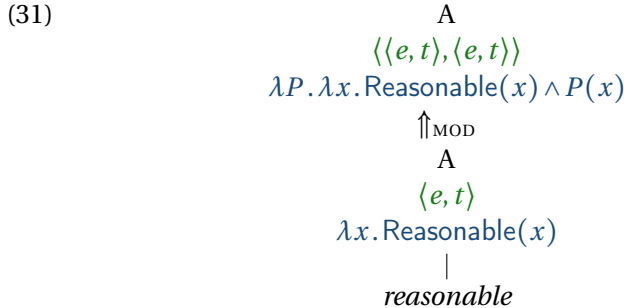 (31) A
⟨⟨e, t⟩, ⟨e, t⟩⟩
λP . λx . Reasonable(x) ∧ P(x)
⇑MOD
A
⟨e, t⟩
λx . Reasonable(x)
reasonable